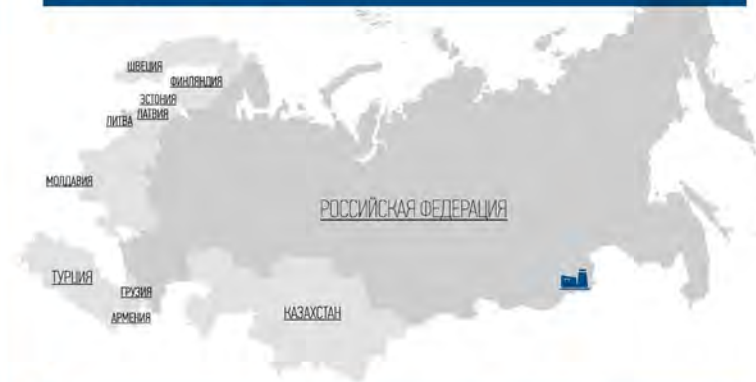 ШВЕЦИЯ
ФИНЛЯНДИЯ
ЭСТОНИЯ
ЛАТВИЯ
ЛИТВА
МОЛДАВИЯ
РОССИЙСКАЯ ФЕДЕРАЦИЯ
ТУРЦИЯ
ГРУЗИЯ
АРМЕНИЯ
КАЗАХСТАН